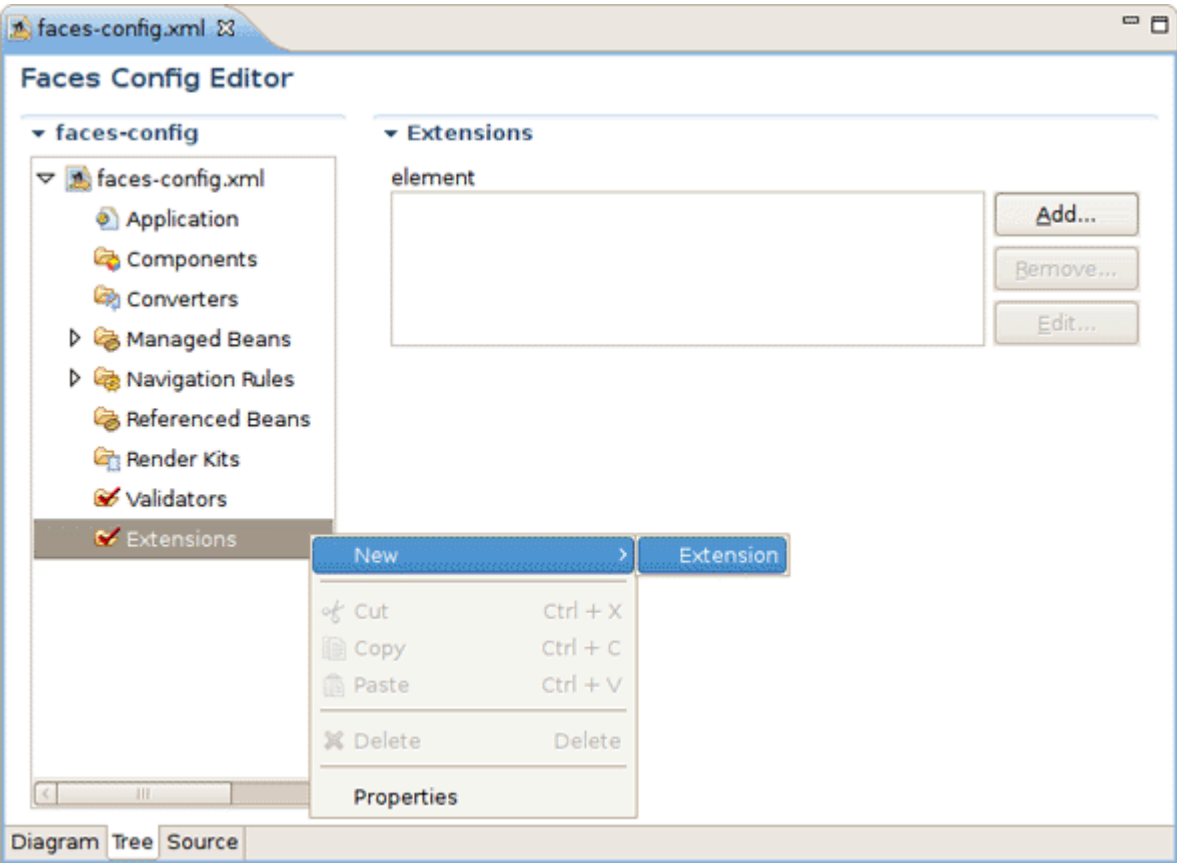 faces-config.xml
Faces Config Editor
faces-config
faces-config.xml
Application
Components
Converters
Managed Beans
Navigation Rules
Referenced Beans
Render Kits
Validators
Extensions
Extensions
element
Add...
Remove...
Edit...
New
Extension
Cut Ctrl + X
Copy Ctrl + C
Paste Ctrl + V
Delete Delete
Properties
Diagram Tree Source